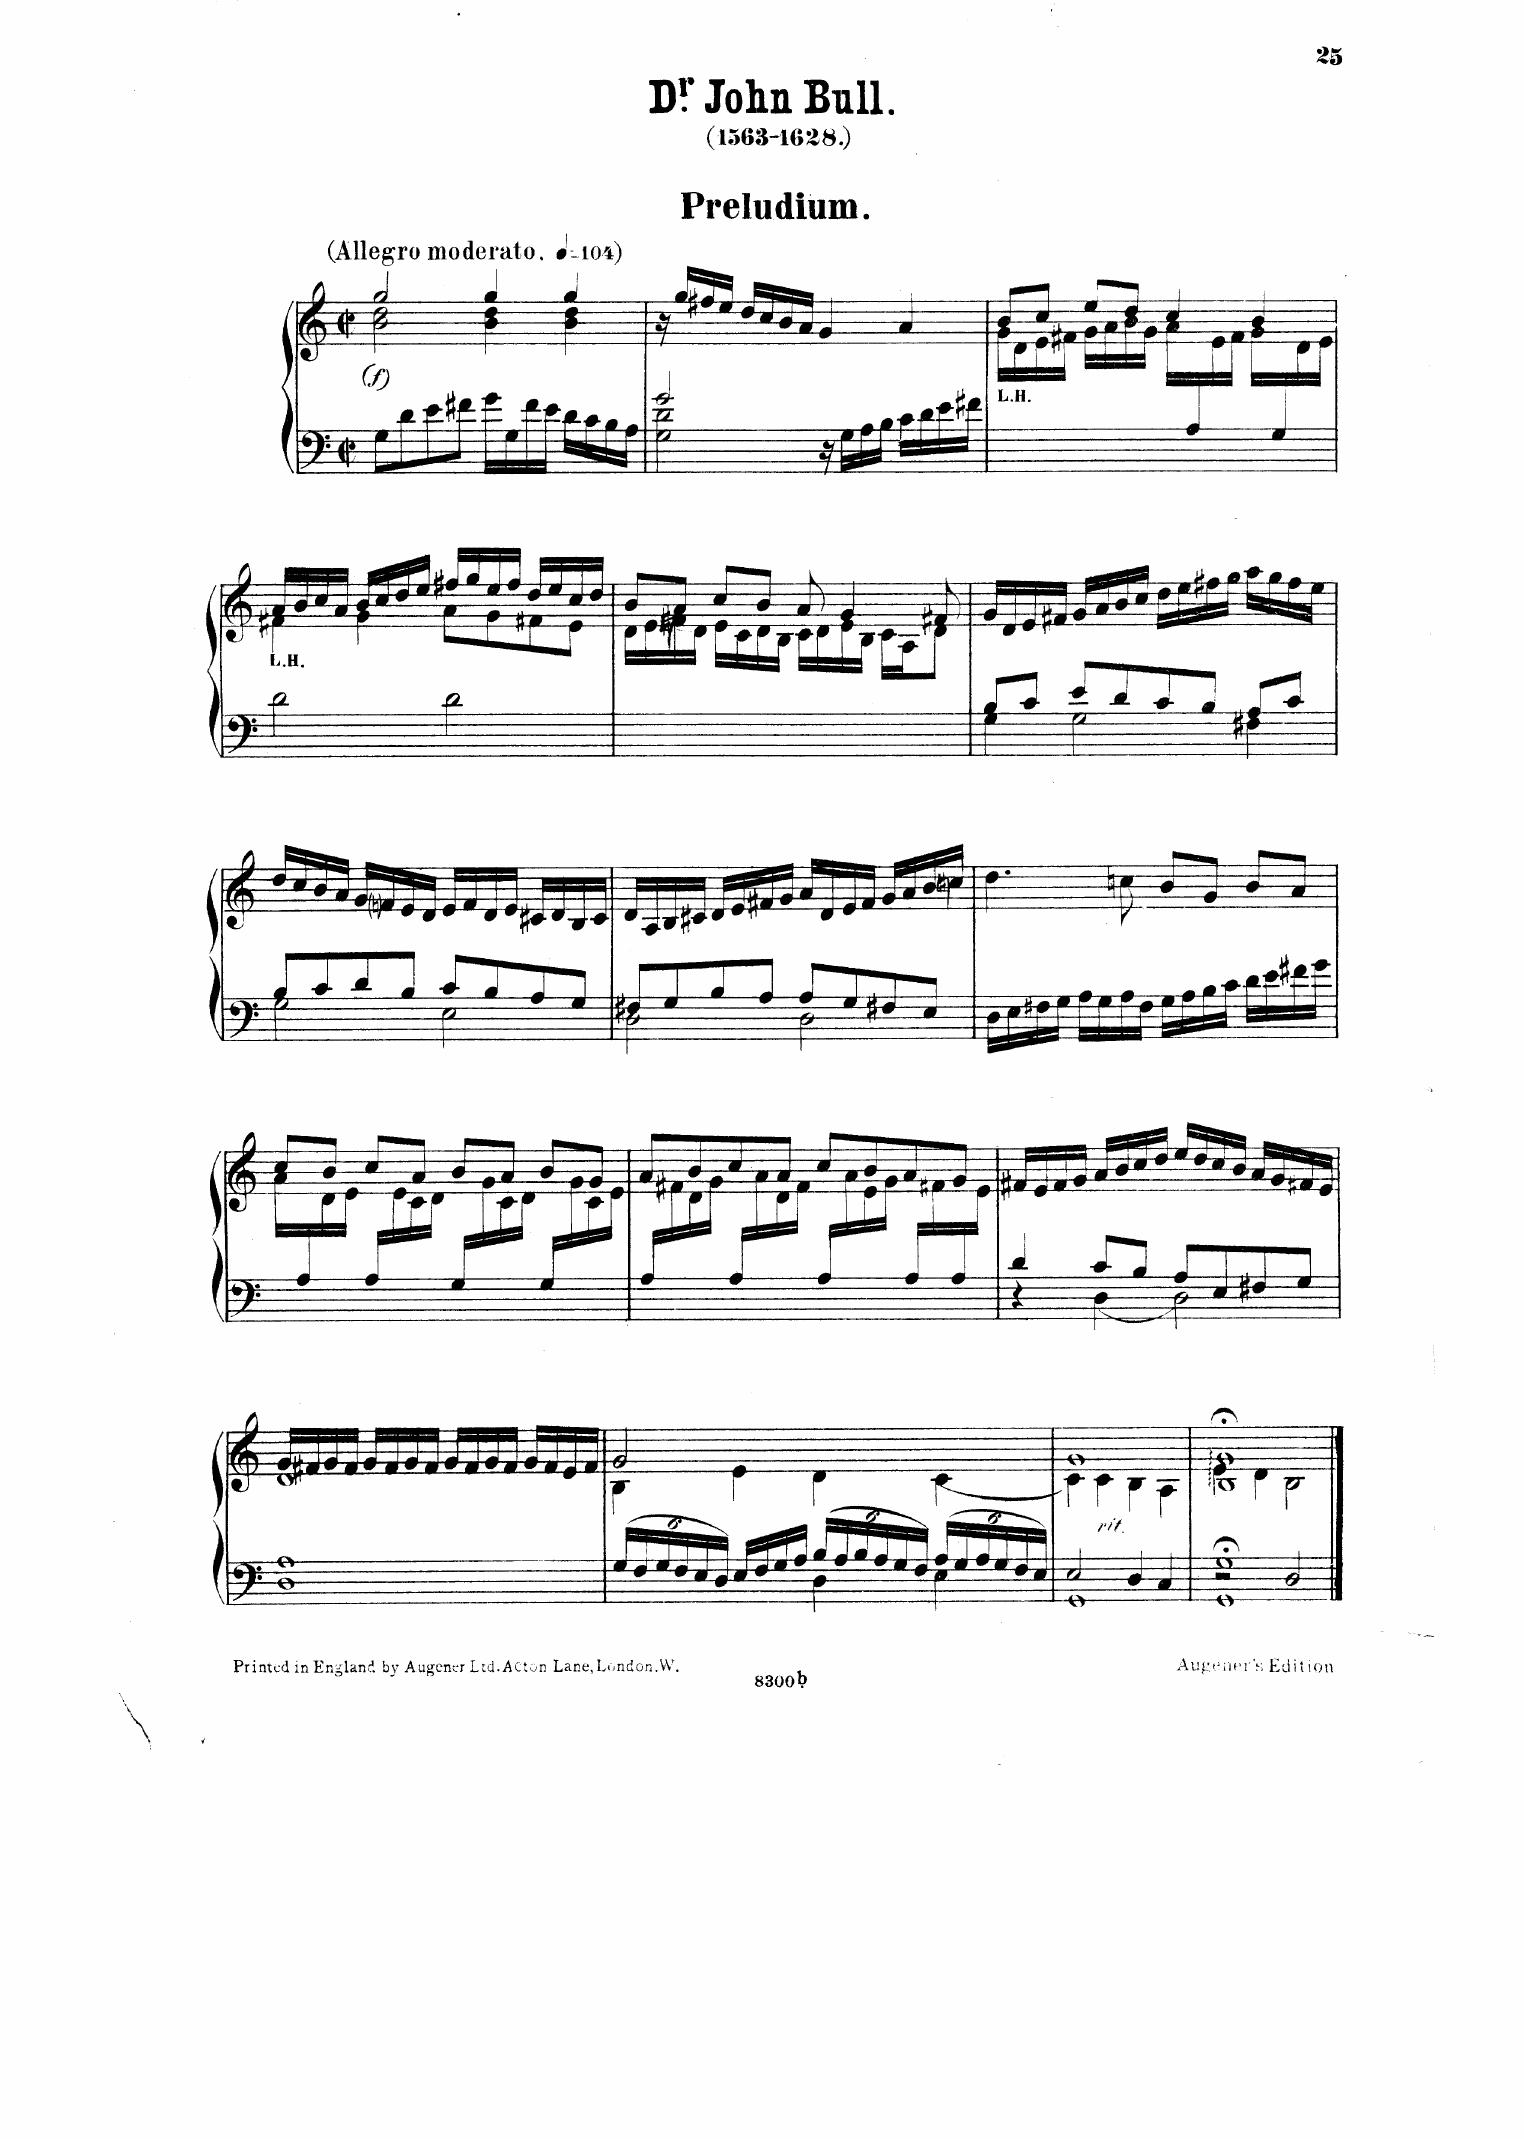 25
Dr. John Bull.
(1563-1628.)
Preludium.
(Allegro moderato. ♩=104)
(f)
L.H.
L.H.
6
6
6
rit.
Printed in England by Augener Ltd. Acton Lane, London. W.
8300b
Augener's Edition